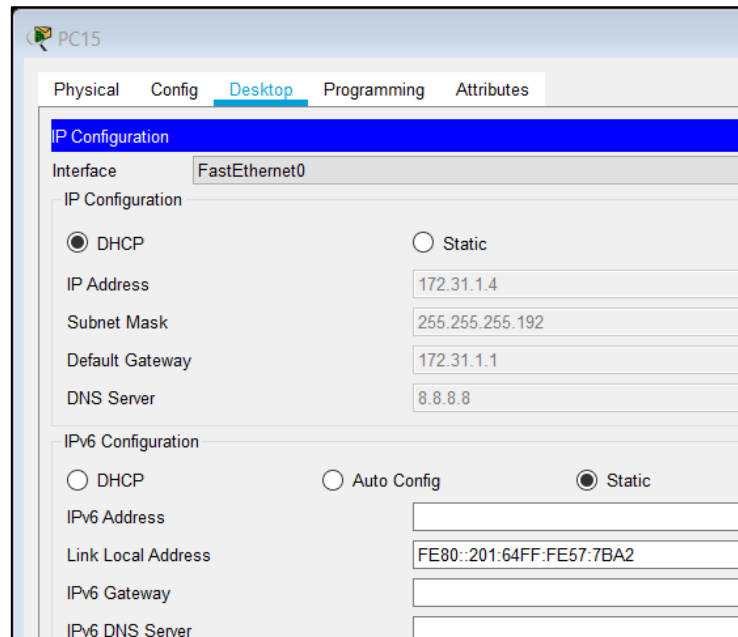 PC15
Physical Config Desktop Programming Attributes
IP Configuration
Interface FastEthernet0
IP Configuration
DHCP Static
IP Address 172.31.1.4
Subnet Mask 255.255.255.192
Default Gateway 172.31.1.1
DNS Server 8.8.8.8
IPv6 Configuration
DHCP Auto Config Static
IPv6 Address
Link Local Address FE80::201:64FF:FE57:7BA2
IPv6 Gateway
IPv6 DNS Server